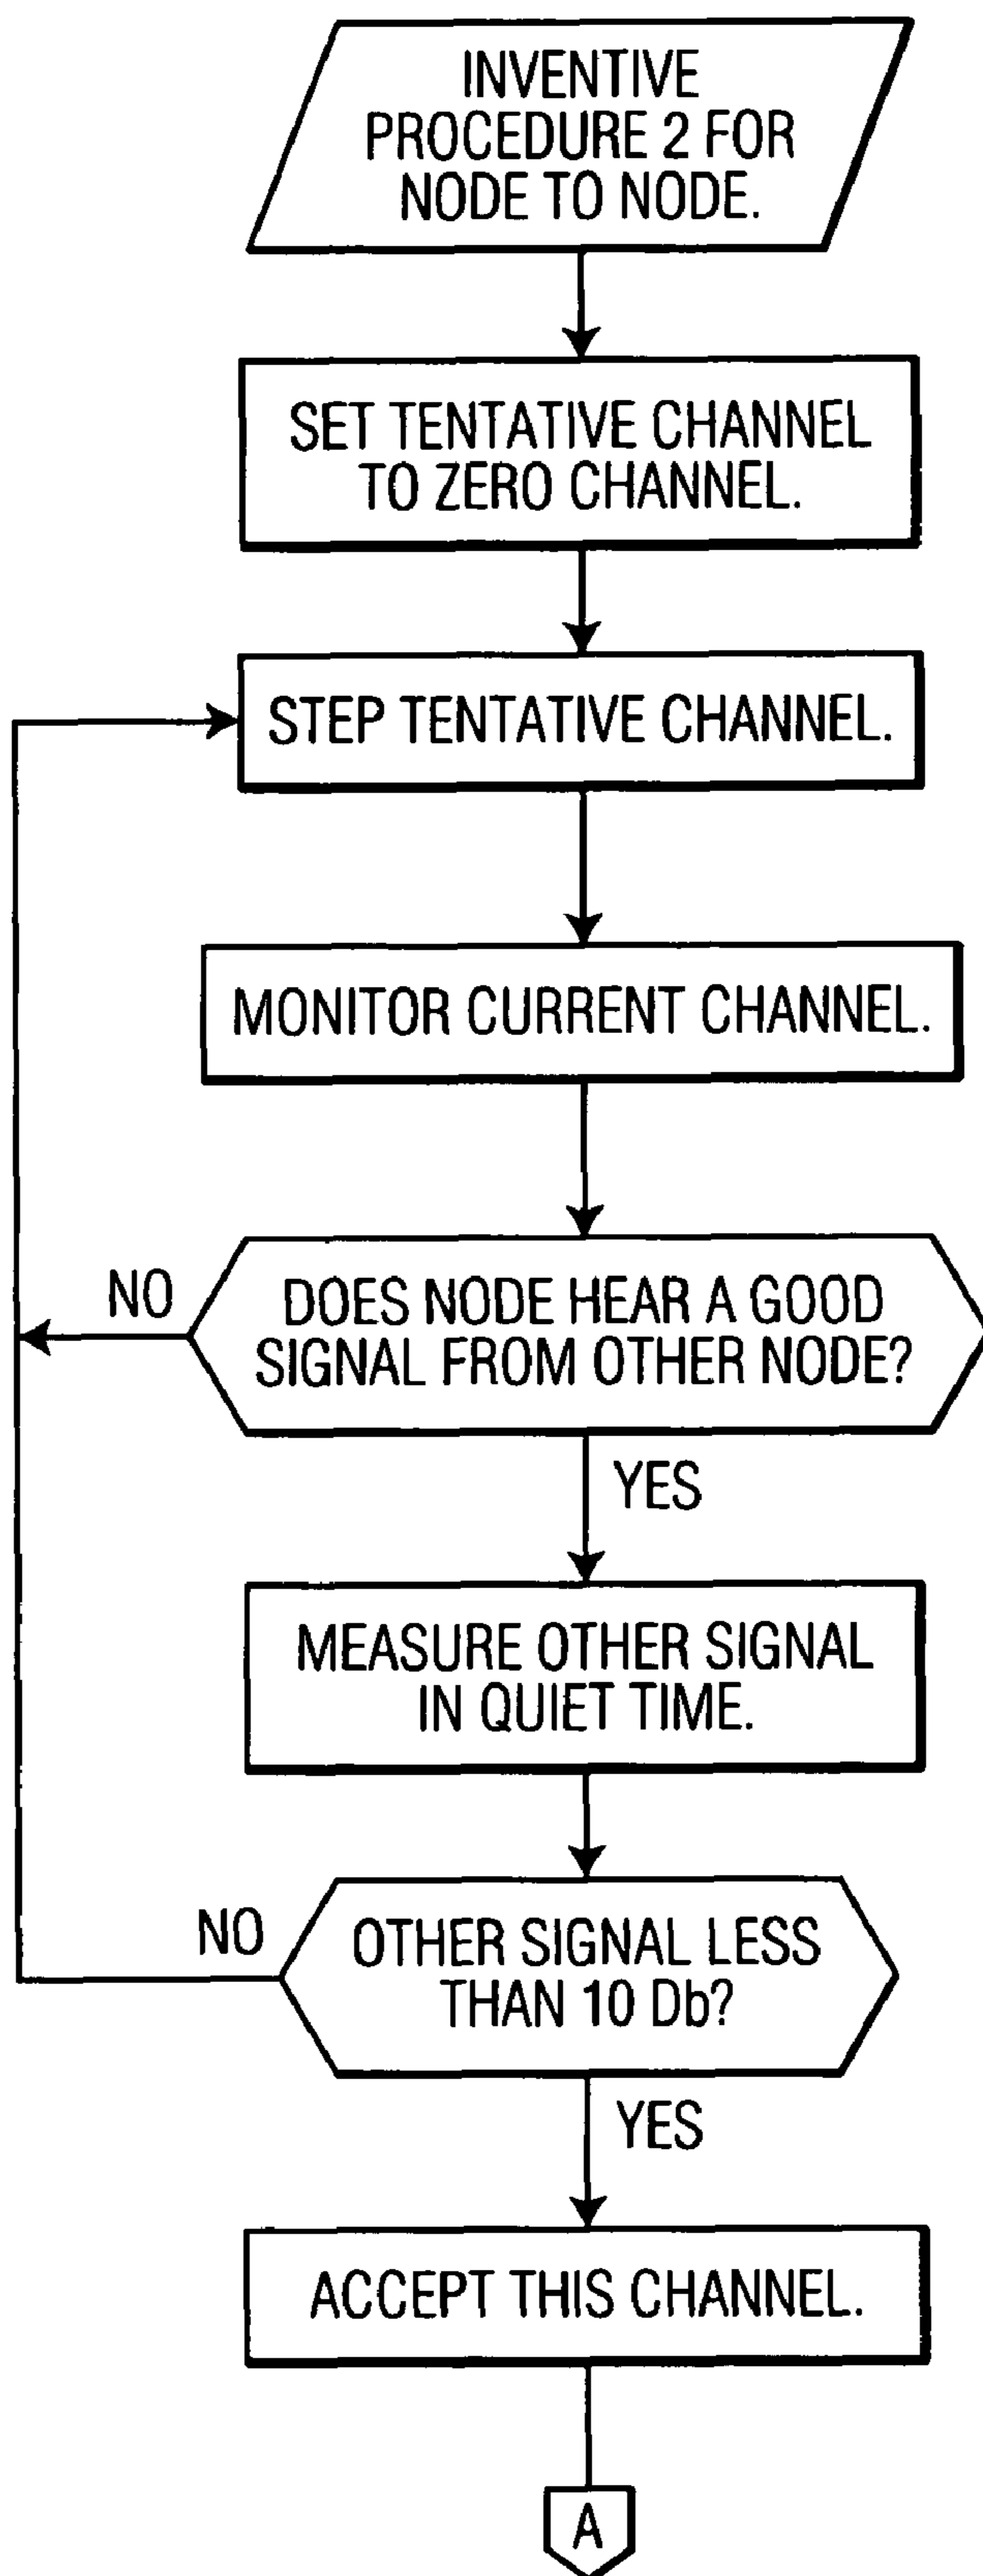 INVENTIVE
PROCEDURE 2 FOR
NODE TO NODE.
SET TENTATIVE CHANNEL
TO ZERO CHANNEL.
STEP TENTATIVE CHANNEL.
MONITOR CURRENT CHANNEL.
NO
DOES NODE HEAR A GOOD
SIGNAL FROM OTHER NODE?
YES
MEASURE OTHER SIGNAL
IN QUIET TIME.
NO
OTHER SIGNAL LESS
THAN 10 Db?
YES
ACCEPT THIS CHANNEL.
A